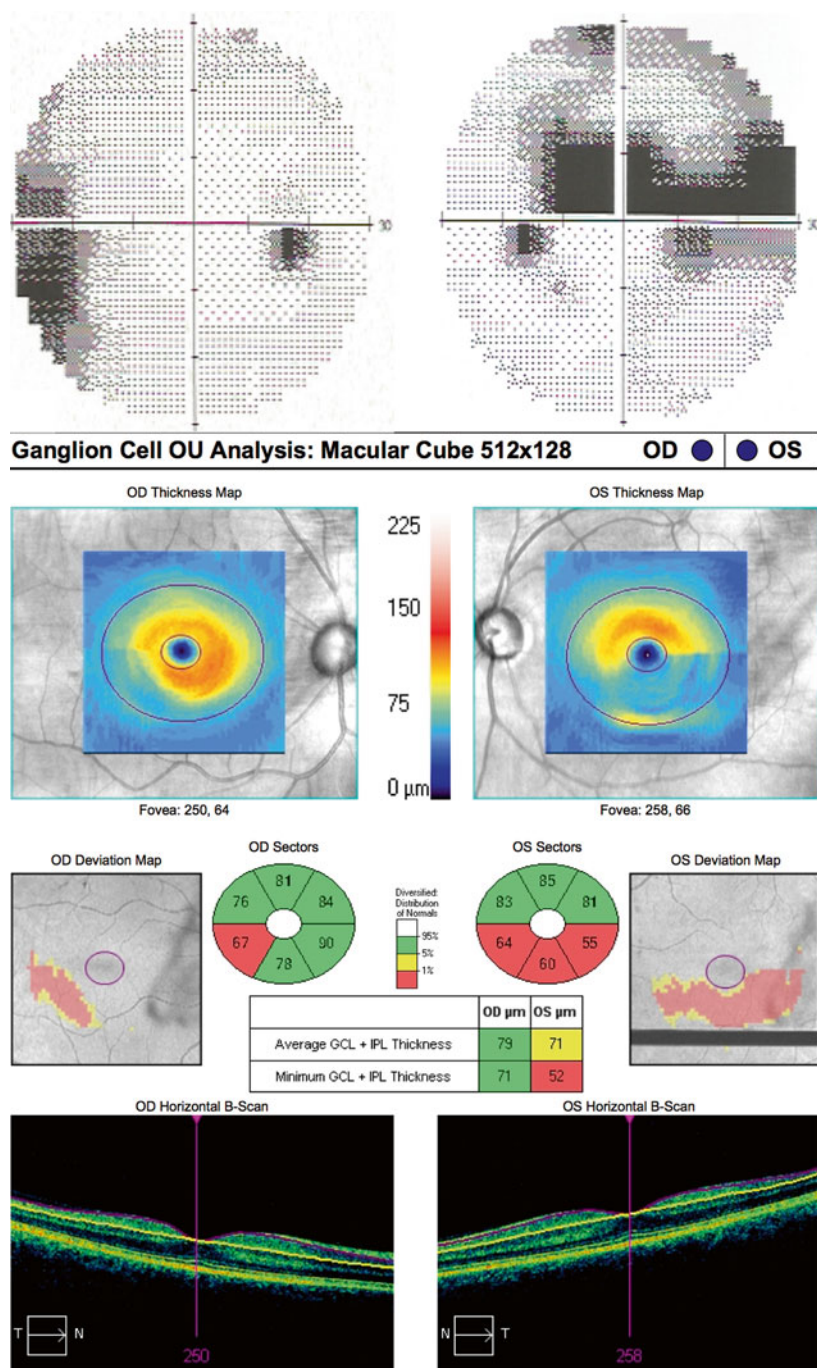 30
30
Ganglion Cell OU Analysis: Macular Cube 512x128 OD OS
OD Thickness Map
OS Thickness Map
225
150
75
0 µm
Fovea: 250, 64
Fovea: 258, 66
OD Deviation Map
OD Sectors
OS Sectors
OS Deviation Map
81
76 84
67 90
78
Diversified:
Distribution
of Normals
95%
5%
1%
85
83 81
64 55
60
OD µm OS µm
Average GCL + IPL Thickness 79 71
Minimum GCL + IPL Thickness 71 52
OD Horizontal B-Scan
OS Horizontal B-Scan
T N
250
N T
258